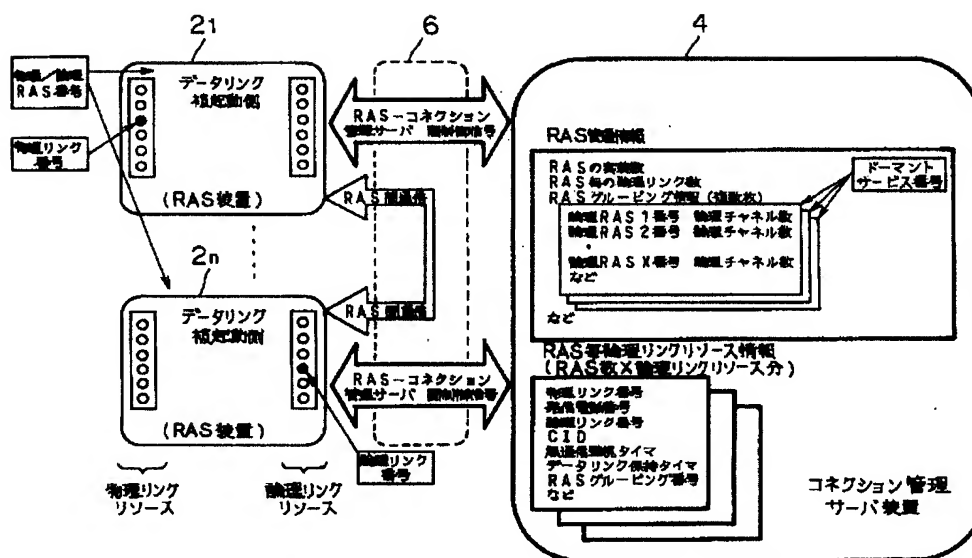 21
6
4
物理/論理
RAS番号
物理リンク
番号
データリンク
被起動側
(RAS装置)
RAS-コネクション
管理サーバ 間制御信号
RAS間通信
2n
データリンク
被起動側
(RAS装置)
RAS間通信
RAS-コネクション
管理サーバ 間制御信号
論理リンク
番号
物理リンク
リソース
論理リンク
リソース
RAS管理情報
RASの実装数
RAS毎の論理リンク数
RASグルーピング情報(複数枚)
論理RAS1番号 論理チャネル数
論理RAS2番号 論理チャネル数
論理RASX番号 論理チャネル数
など
など
ドーマント
サービス番号
RAS毎論理リンクリソース情報
(RAS数X論理リンクリソース分)
物理リンク番号
発信電話番号
論理リンク番号
CID
無通信監視タイマ
データリンク保持タイマ
RASグルーピング番号
など
コネクション管理
サーバ装置